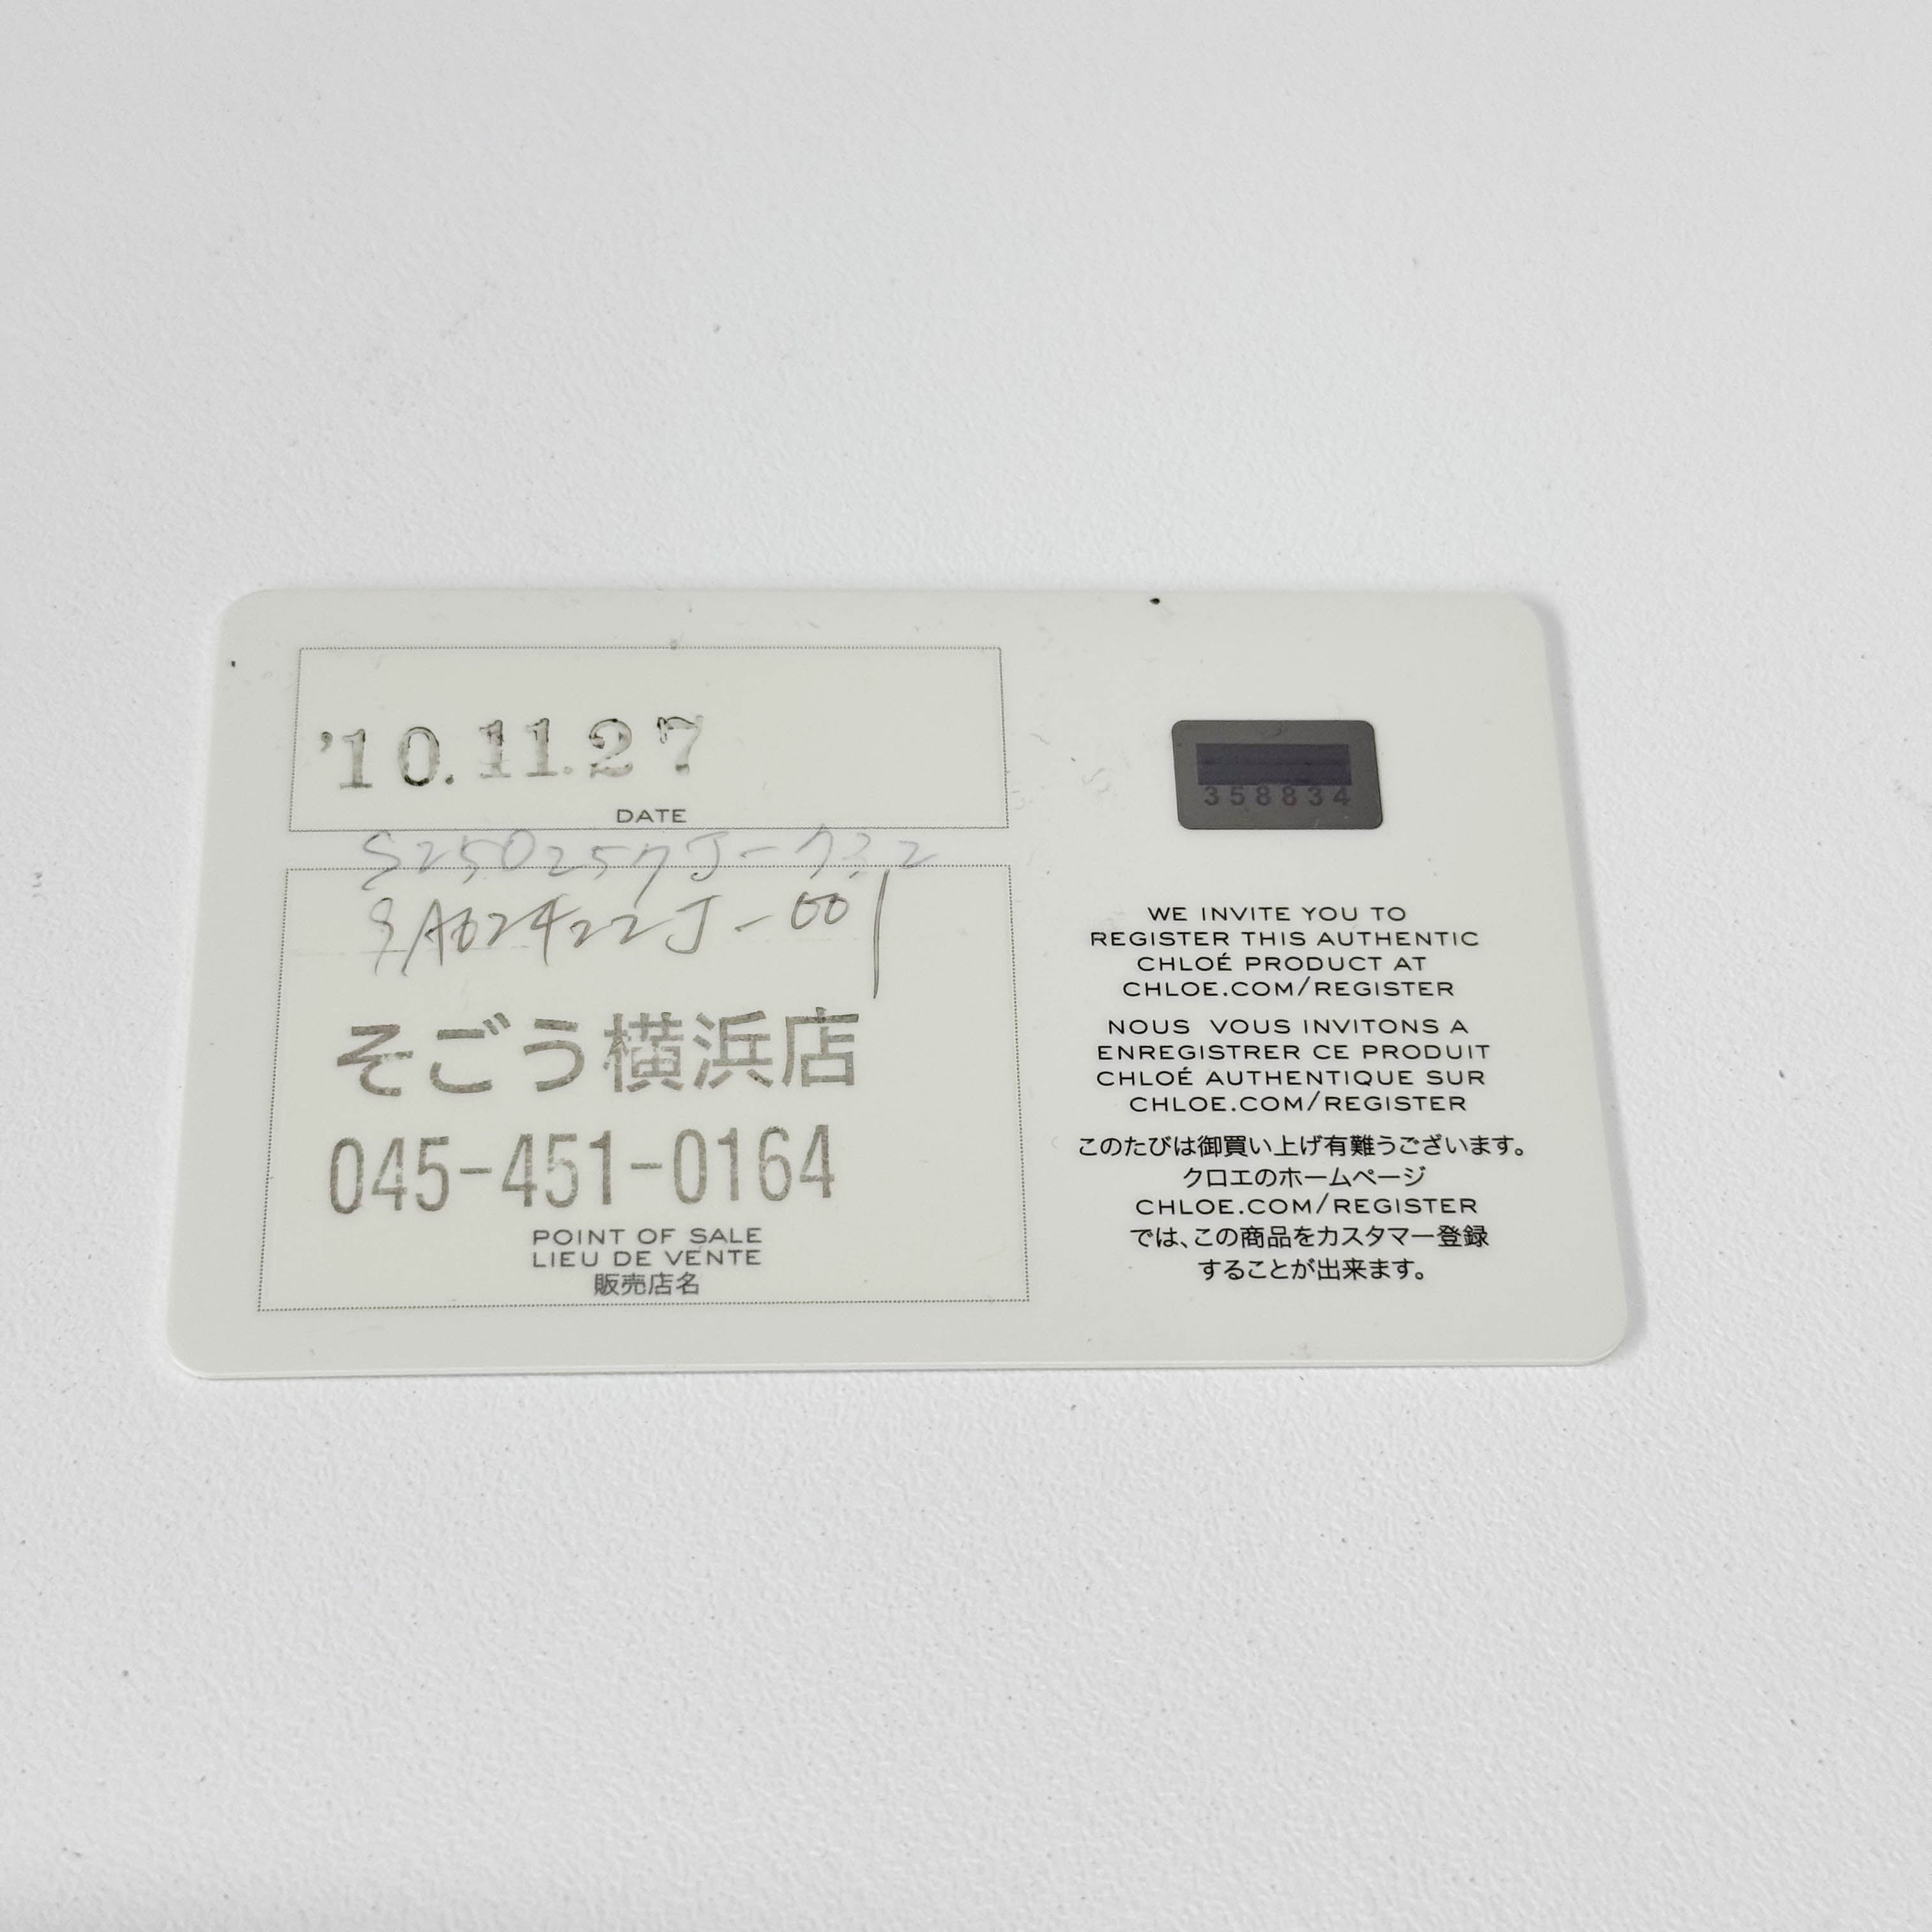 '10.11.27
DATE
S250257J-732
045-451-0164
そごう横浜店
POINT OF SALE
LIEU DE VENTE
販売店名
358834
WE INVITE YOU TO
REGISTER THIS AUTHENTIC
CHLOÉ PRODUCT AT
CHLOE.COM/REGISTER
NOUS VOUS INVITONS A
ENREGISTRER CE PRODUIT
CHLOÉ AUTHENTIQUE SUR
CHLOE.COM/REGISTER
このたびは御買い上げ有難うございます。
クロエのホームページ
CHLOE.COM/REGISTER
では、この商品をカスタマー登録
することが出来ます。